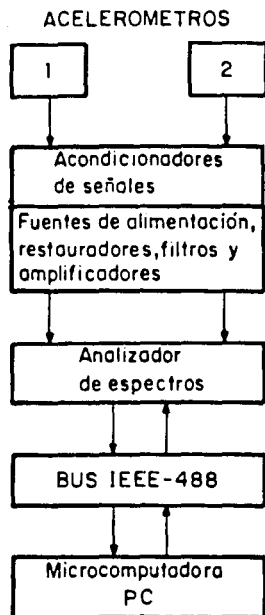 ACELEROMETROS
1 2
Acondicionadores
de señales
Fuentes de alimentación,
restauradores, filtros y
amplificadores
Analizador
de espectros
BUS IEEE-488
Microcomputadora
PC